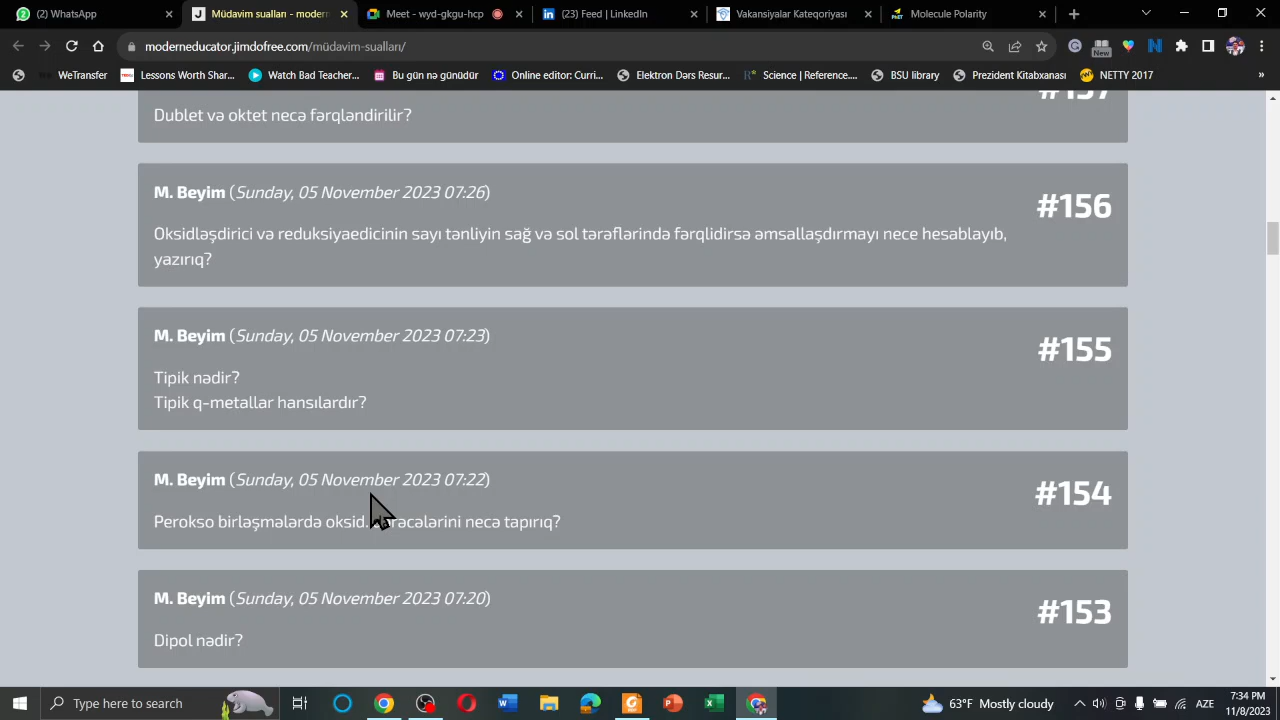 (2) WhatsApp
Müdavim sualları - modern
Meet - wyd-gkgu-hcp
(23) Feed | LinkedIn
Vakansiyalar Kateqoriyası
Molecule Polarity
moderneducator.jimdofree.com/müdavim-sualları/
New
WeTransfer
Lessons Worth Shar...
Watch Bad Teacher...
Bu gün nə günüdür
Online editor: Curri...
Elektron Dərs Resur...
Science | Reference....
BSU library
Prezident Kitabxanası
NETTY 2017
»
#157
Dublet və oktet necə fərqləndirilir?
M. Beyim (Sunday, 05 November 2023 07:26)
#156
Oksidləşdirici və reduksiyaedicinin sayı tənliyin sağ və sol tərəflərində fərqlidirsə əmsallaşdırmayı nece hesablayıb,
yazırıq?
M. Beyim (Sunday, 05 November 2023 07:23)
#155
Tipik nədir?
Tipik q-metallar hansılardır?
M. Beyim (Sunday, 05 November 2023 07:22)
#154
Perokso birləşmələrdə oksid. necə tapırıq?
M. Beyim (Sunday, 05 November 2023 07:20)
#153
Dipol nədir?
Type here to search
63°F Mostly cloudy
AZE
7:34 PM
11/8/2023